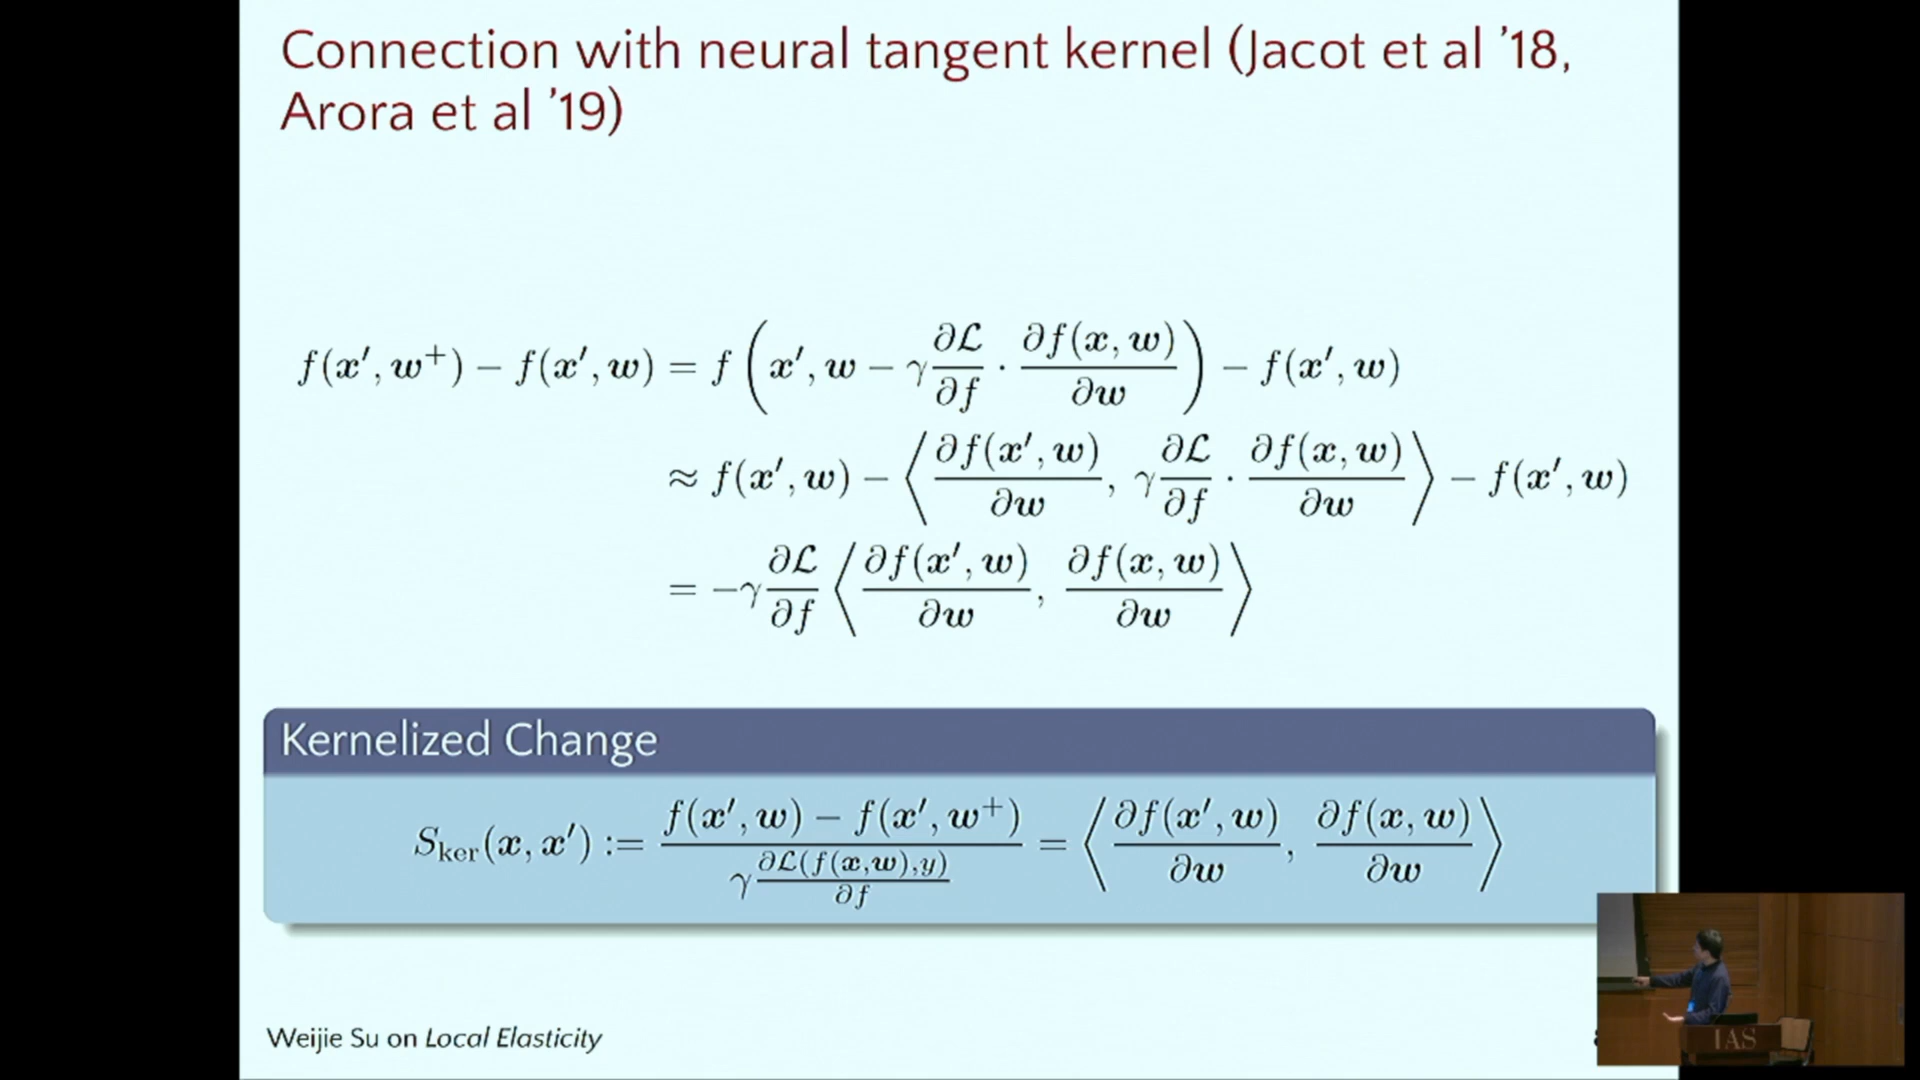 Connection with neural tangent kernel (Jacot et al ’18,
Arora et al ’19)
f(x′, w⁺) − f(x′, w) = f(x′, w − γ ∂ℒ/∂f · ∂f(x, w)/∂w) − f(x′, w)
≈ f(x′, w) − ⟨∂f(x′, w)/∂w, γ ∂ℒ/∂f · ∂f(x, w)/∂w⟩ − f(x′, w)
= −γ ∂ℒ/∂f ⟨∂f(x′, w)/∂w, ∂f(x, w)/∂w⟩
Kernelized Change
S_ker(x, x′) := (f(x′, w) − f(x′, w⁺))/(γ ∂ℒ(f(x,w),y)/∂f) = ⟨∂f(x′, w)/∂w, ∂f(x, w)/∂w⟩
Weijie Su on Local Elasticity
IAS